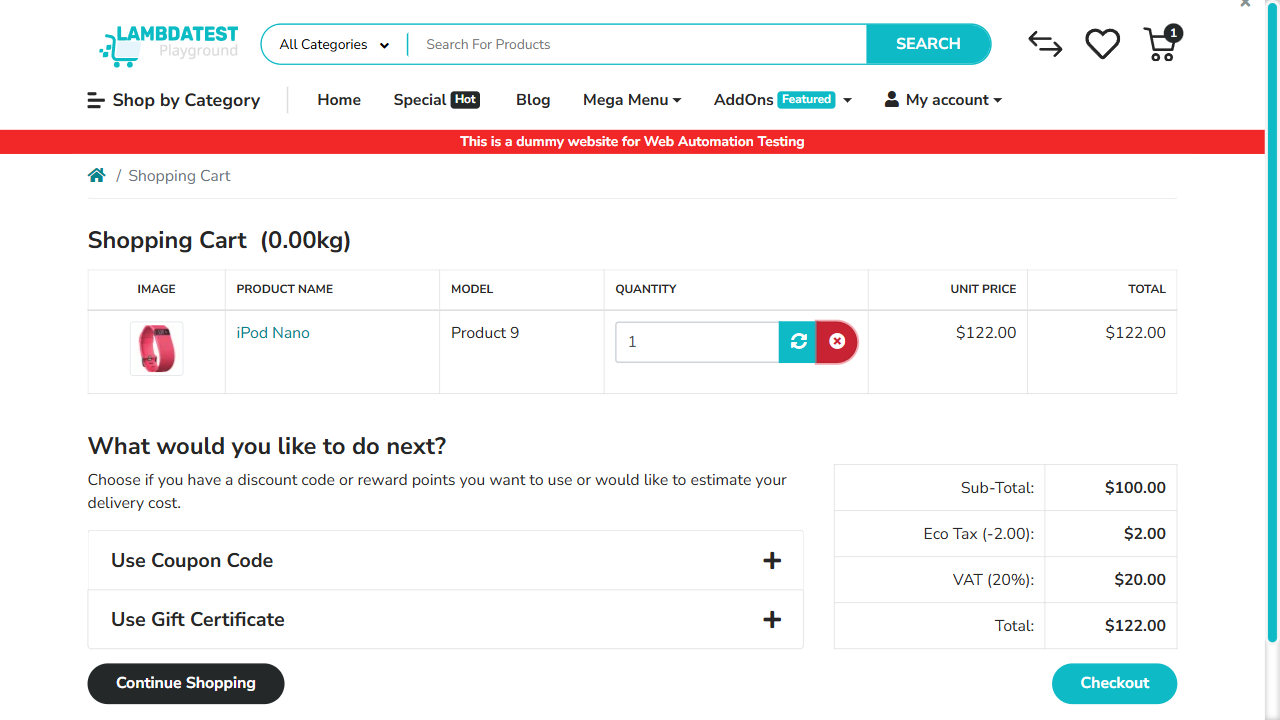 LAMBDATEST
Playground
All Categories
Search For Products
SEARCH
1
Shop by Category
Home
Special Hot
Blog
Mega Menu
AddOns Featured
My account
This is a dummy website for Web Automation Testing
/ Shopping Cart
Shopping Cart (0.00kg)
IMAGE PRODUCT NAME MODEL QUANTITY UNIT PRICE TOTAL
iPod Nano Product 9 1 $122.00 $122.00
What would you like to do next?
Choose if you have a discount code or reward points you want to use or would like to estimate your
delivery cost.
Use Coupon Code
Use Gift Certificate
Sub-Total: $100.00
Eco Tax (-2.00): $2.00
VAT (20%): $20.00
Total: $122.00
Continue Shopping
Checkout